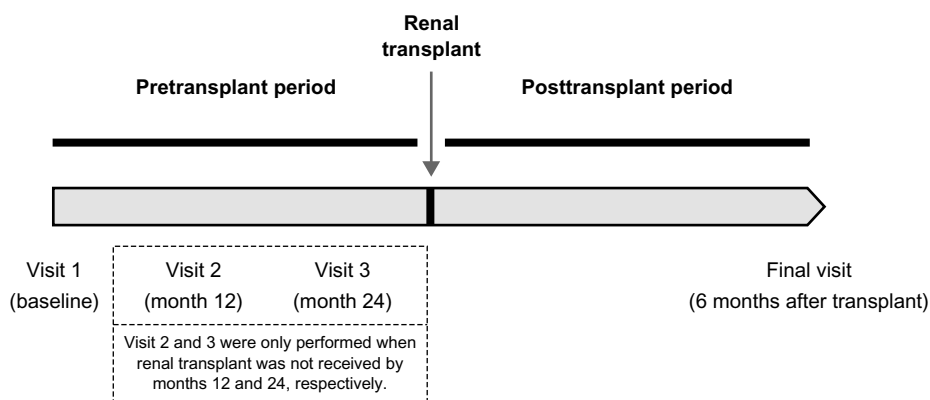 Renal
transplant
Pretransplant period
Posttransplant period
Visit 1
(baseline)
Visit 2
(month 12)
Visit 3
(month 24)
Visit 2 and 3 were only performed when
renal transplant was not received by
months 12 and 24, respectively.
Final visit
(6 months after transplant)